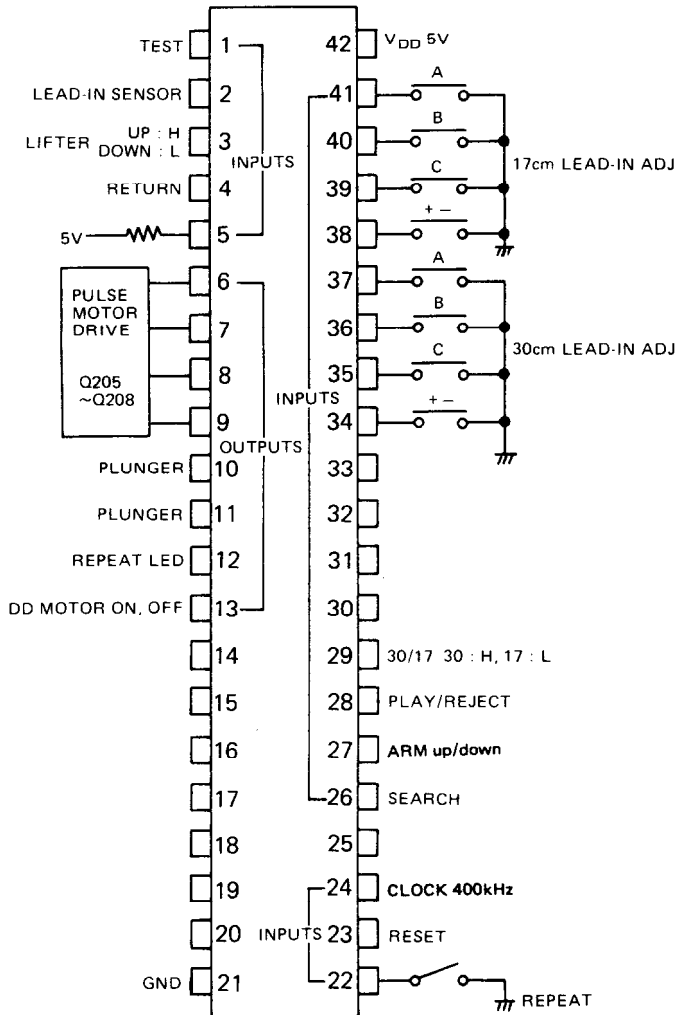 TEST 1 42 VDD 5V
A
LEAD-IN SENSOR 2 41
B
LIFTER UP : H DOWN : L 3 40
INPUTS
17cm LEAD-IN ADJ
C
RETURN 4 39
+ −
5V 5 38
A
6 37
PULSE MOTOR DRIVE
B
7 36
30cm LEAD-IN ADJ
C
Q205 ~Q208
8 35
INPUTS
+ −
9 34
OUTPUTS
PLUNGER 10 33
PLUNGER 11 32
REPEAT LED 12 31
DD MOTOR ON, OFF 13 30
14 29 30/17 30 : H, 17 : L
15 28 PLAY/REJECT
16 27 ARM up/down
17 26 SEARCH
18 25
19 24 CLOCK 400kHz
20 INPUTS 23 RESET
GND 21 22
REPEAT